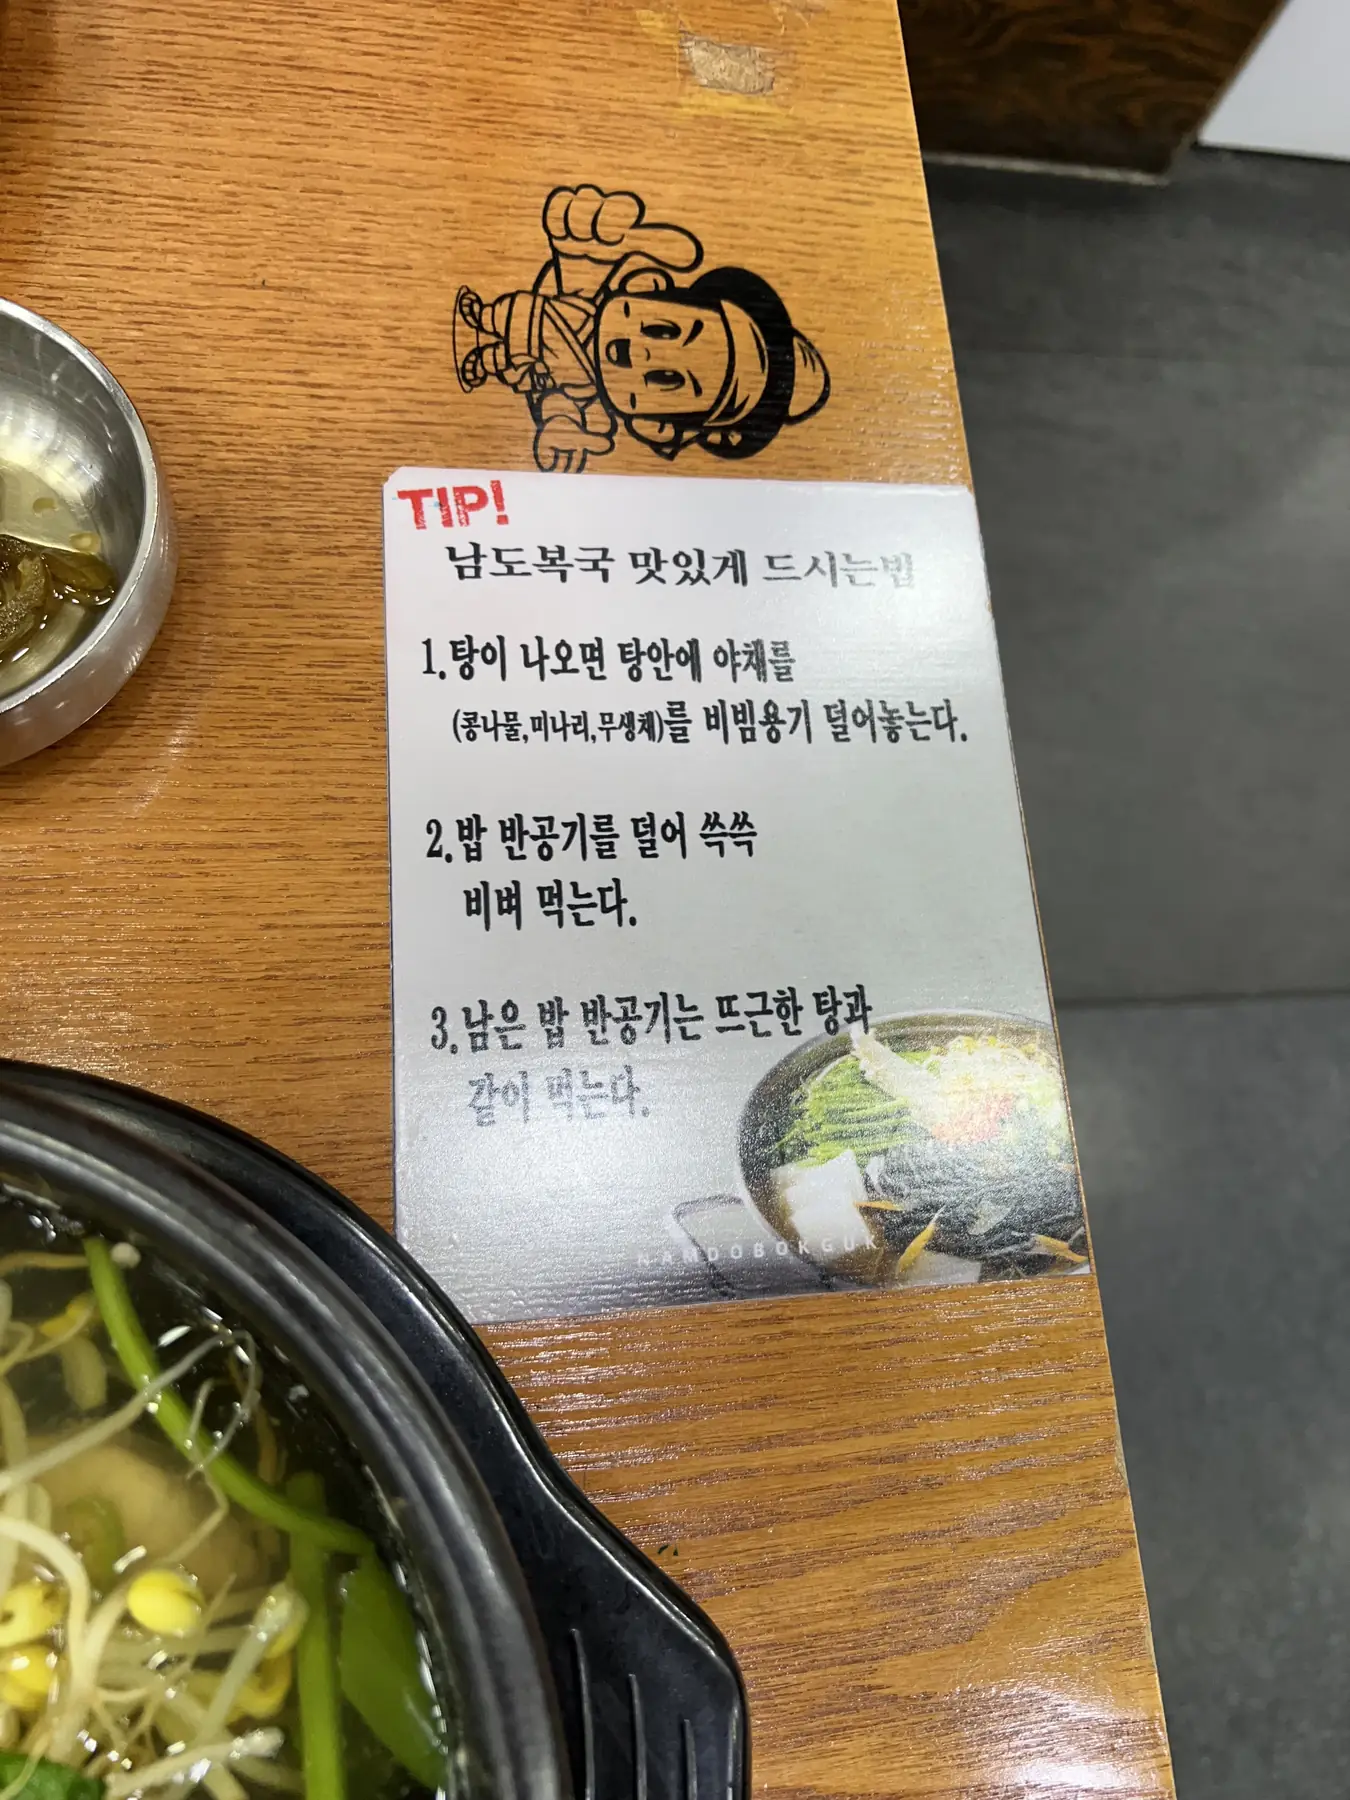 TIP!
남도복국 맛있게 드시는법
1.탕이 나오면 탕안에 야채를
(콩나물,미나리,무생채)를 비빔용기 덜어놓는다.
2.밥 반공기를 덜어 쓱쓱
비벼 먹는다.
3.남은 밥 반공기는 뜨근한 탕과
같이 먹는다.
NAMDOBOKGUK